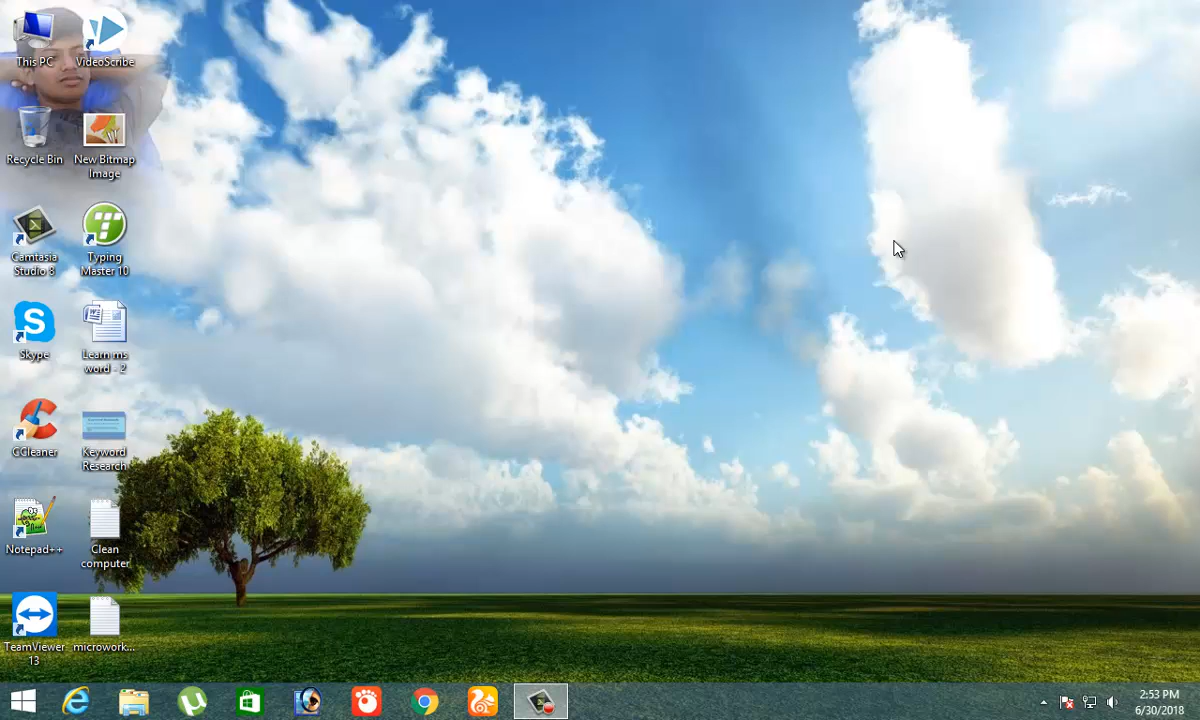 This PC
VideoScribe
Recycle Bin
New Bitmap
Image
Camtasia
Studio 8
Typing
Master 10
Skype
Learn ms
word - 2
CCleaner
Keyword
Research
Notepad++
Clean
computer
TeamViewer
13
microwork...
2:53 PM
6/30/2018